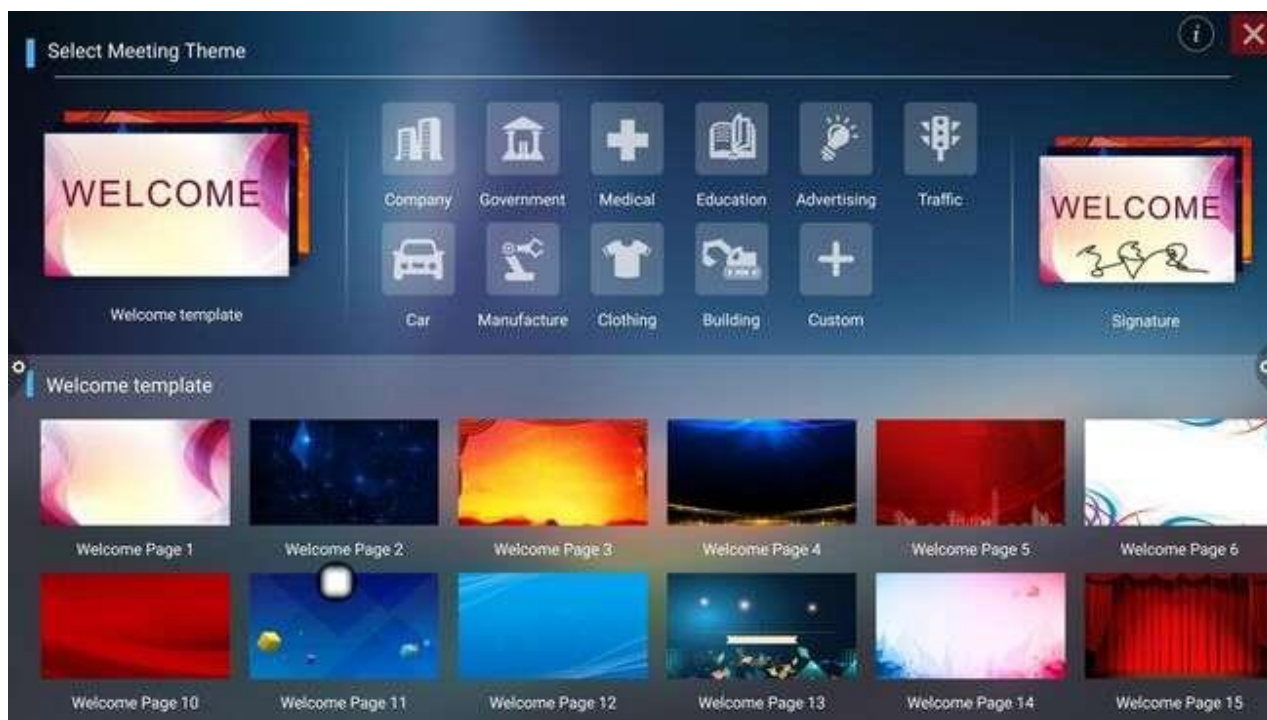 Select Meeting Theme
i
WELCOME
Welcome template
Company
Government
Medical
Education
Advertising
Traffic
Car
Manufacture
Clothing
Building
Custom
WELCOME
Signature
Welcome template
Welcome Page 1
Welcome Page 2
Welcome Page 3
Welcome Page 4
Welcome Page 5
Welcome Page 6
Welcome Page 10
Welcome Page 11
Welcome Page 12
Welcome Page 13
Welcome Page 14
Welcome Page 15